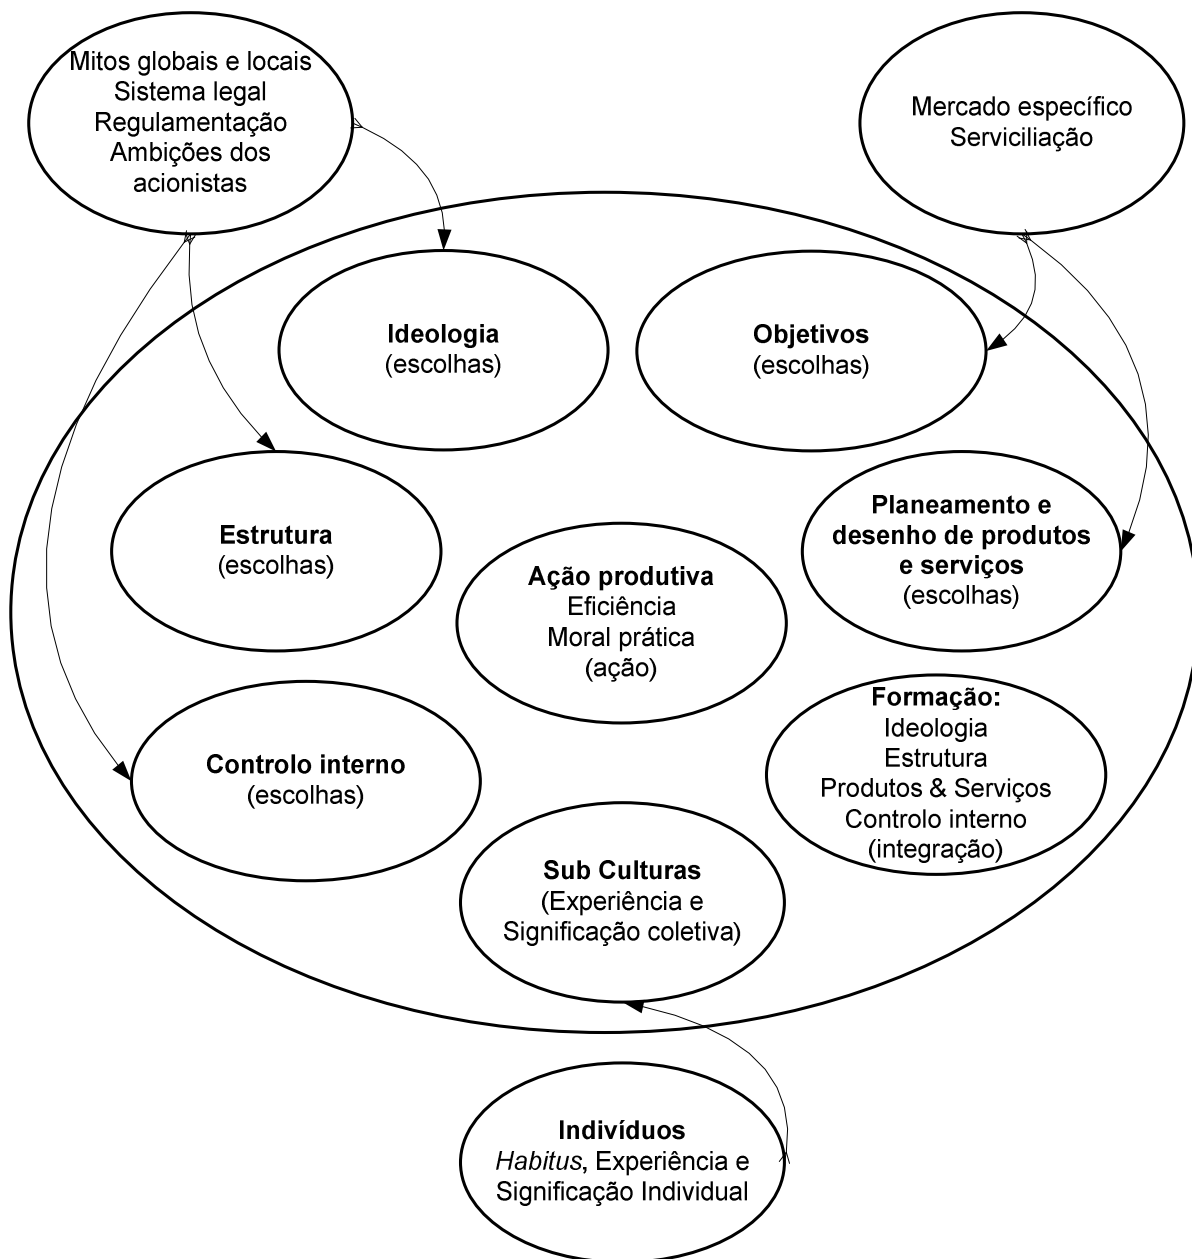 Mitos globais e locais
Sistema legal
Regulamentação
Ambições dos
acionistas
Mercado específico
Serviciliação
Ideologia
(escolhas)
Objetivos
(escolhas)
Estrutura
(escolhas)
Ação produtiva
Eficiência
Moral prática
(ação)
Planeamento e
desenho de produtos
e serviços
(escolhas)
Controlo interno
(escolhas)
Formação:
Ideologia
Estrutura
Produtos & Serviços
Controlo interno
(integração)
Sub Culturas
(Experiência e
Significação coletiva)
Indivíduos
Habitus, Experiência e
Significação Individual